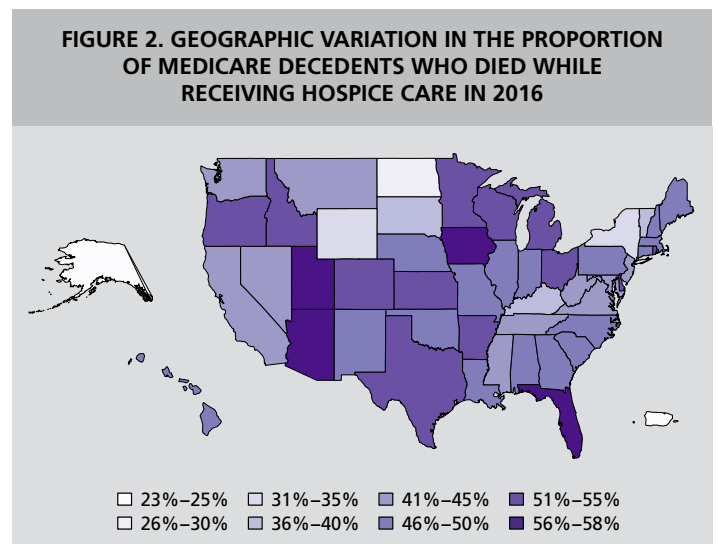 FIGURE 2. GEOGRAPHIC VARIATION IN THE PROPORTION
OF MEDICARE DECEDENTS WHO DIED WHILE
RECEIVING HOSPICE CARE IN 2016
23%–25% 31%–35% 41%–45% 51%–55%
26%–30% 36%–40% 46%–50% 56%–58%